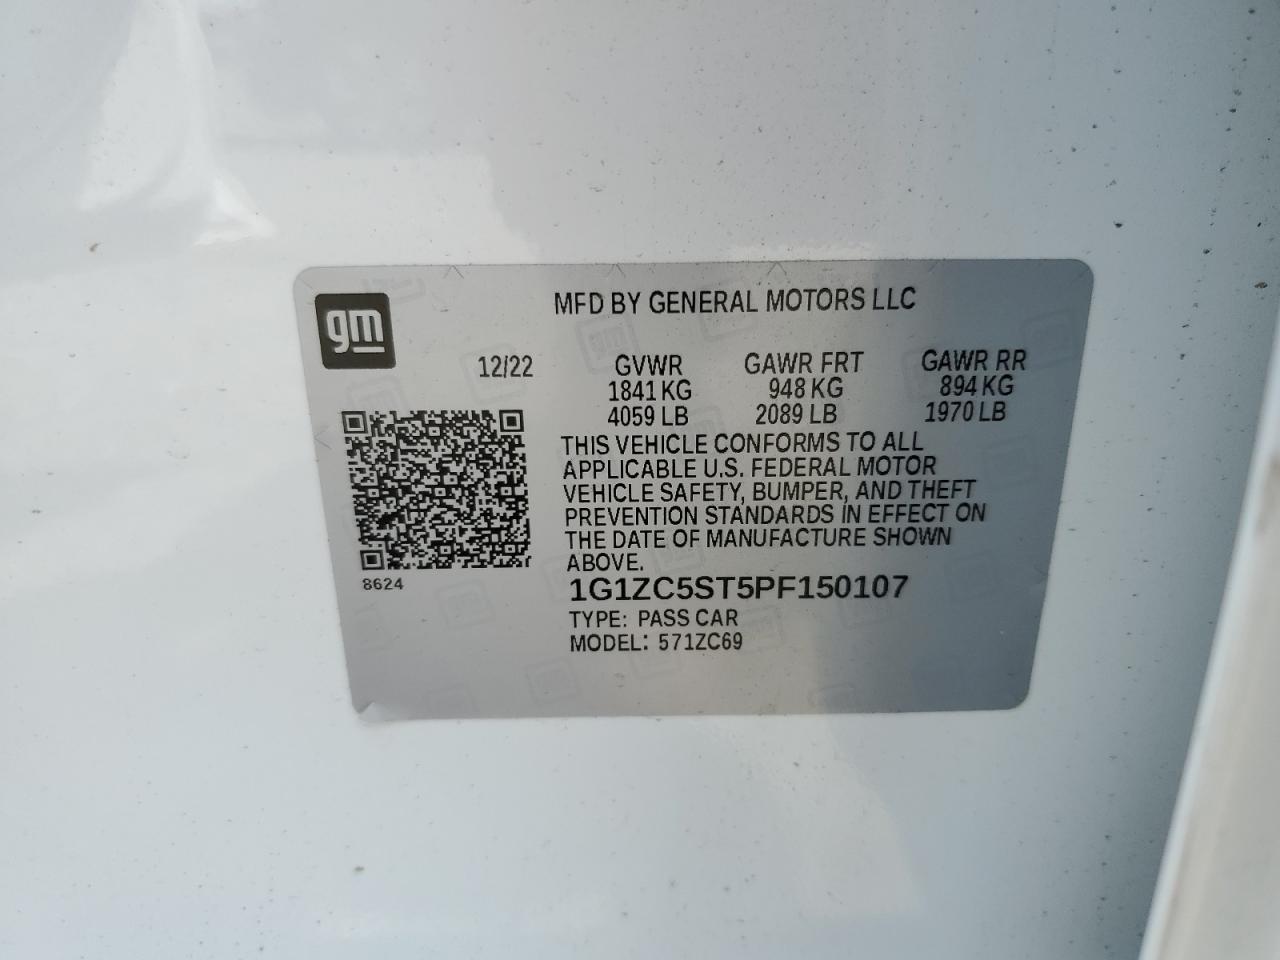 gm
MFD BY GENERAL MOTORS LLC
12/22 GVWR GAWR FRT GAWR RR
1841 KG 948 KG 894 KG
4059 LB 2089 LB 1970 LB
THIS VEHICLE CONFORMS TO ALL
APPLICABLE U.S. FEDERAL MOTOR
VEHICLE SAFETY, BUMPER, AND THEFT
PREVENTION STANDARDS IN EFFECT ON
THE DATE OF MANUFACTURE SHOWN
ABOVE.
8624
1G1ZC5ST5PF150107
TYPE: PASS CAR
MODEL: 571ZC69